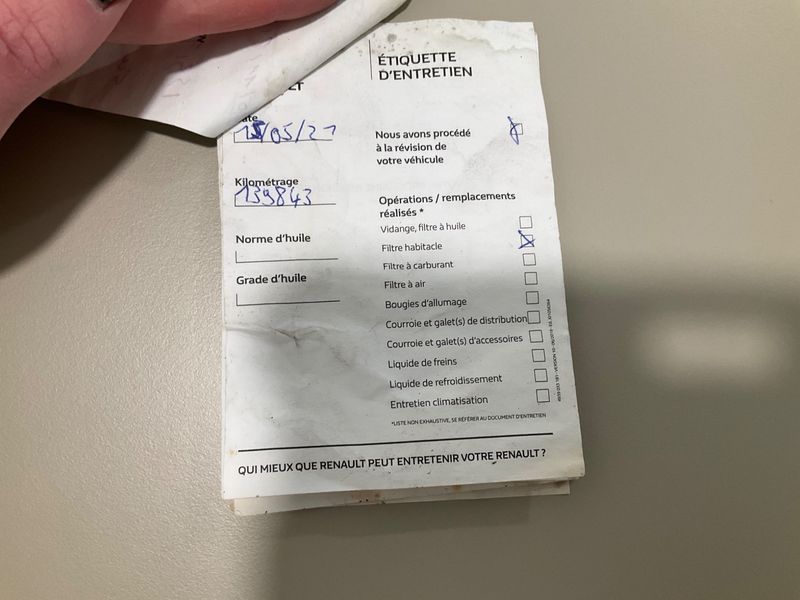 ÉTIQUETTE
D'ENTRETIEN
15/05/21
Nous avons procédé
à la révision de
votre véhicule
Kilométrage
139843
Opérations / remplacements
réalisés *
Vidange, filtre à huile
Norme d'huile
Filtre habitacle
Filtre à carburant
Grade d'huile
Filtre à air
Bougies d'allumage
Courroie et galet(s) de distribution
Courroie et galet(s) d'accessoires
Liquide de freins
Liquide de refroidissement
Entretien climatisation
*LISTE NON EXHAUSTIVE, SE RÉFÉRER AU DOCUMENT D'ENTRETIEN
QUI MIEUX QUE RENAULT PEUT ENTRETENIR VOTRE RENAULT ?